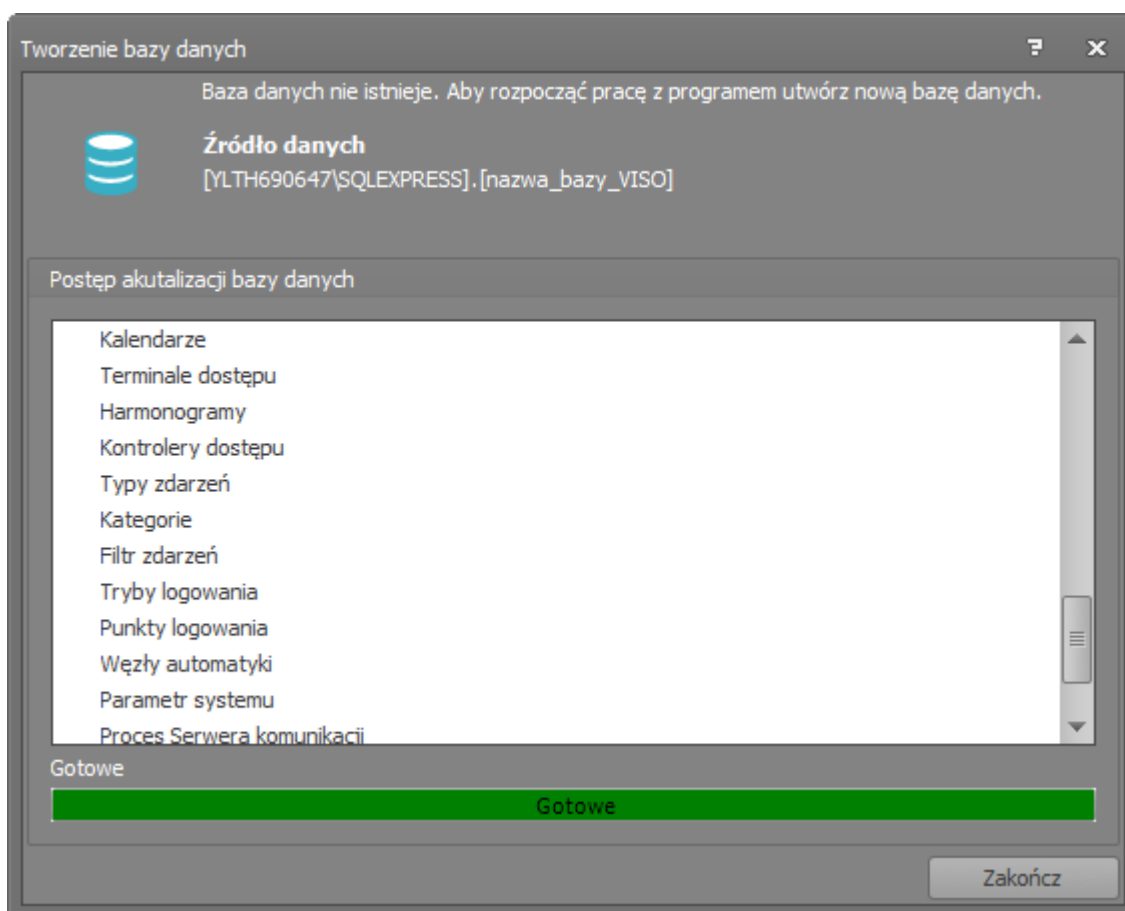 Tworzenie bazy danych
Baza danych nie istnieje. Aby rozpocząć pracę z programem utwórz nową bazę danych.
Źródło danych
[YLTH690647\SQLEXPRESS].[nazwa_bazy_VISO]
Postęp akutalizacji bazy danych
Kalendarze
Terminale dostępu
Harmonogramy
Kontrolery dostępu
Typy zdarzeń
Kategorie
Filtr zdarzeń
Tryby logowania
Punkty logowania
Węzły automatyki
Parametr systemu
Proces Serwera komunikacji
Gotowe
Gotowe
Zakończ